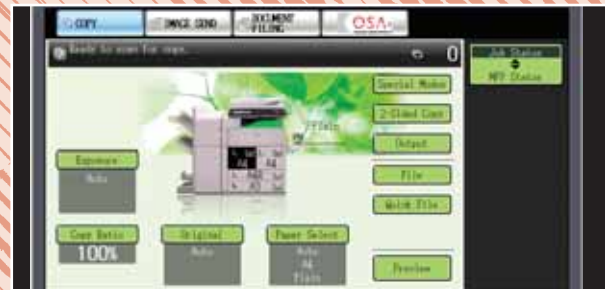 COPY
IMAGE SEND
DOCUMENT
FILING
OSA
Ready to scan for copy.
0
Job Status
MFP Status
Special Modes
2-Sided Copy
Output
File
Quick File
Preview
Plain
A4
Exposure
Auto
Copy Ratio
100%
Original
Auto
Paper Select
Auto
A4
Plain